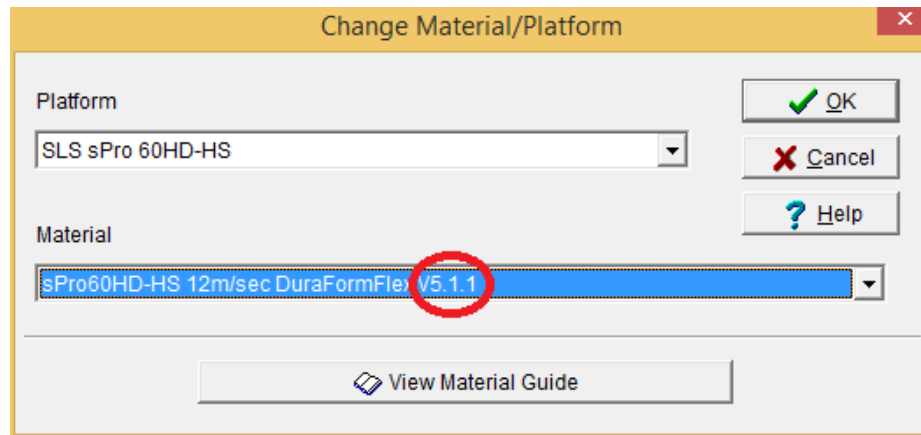 Change Material/Platform
Platform
OK
SLS sPro 60HD-HS
Cancel
Help
Material
sPro60HD-HS 12m/sec DuraFormFlex V5.1.1
View Material Guide